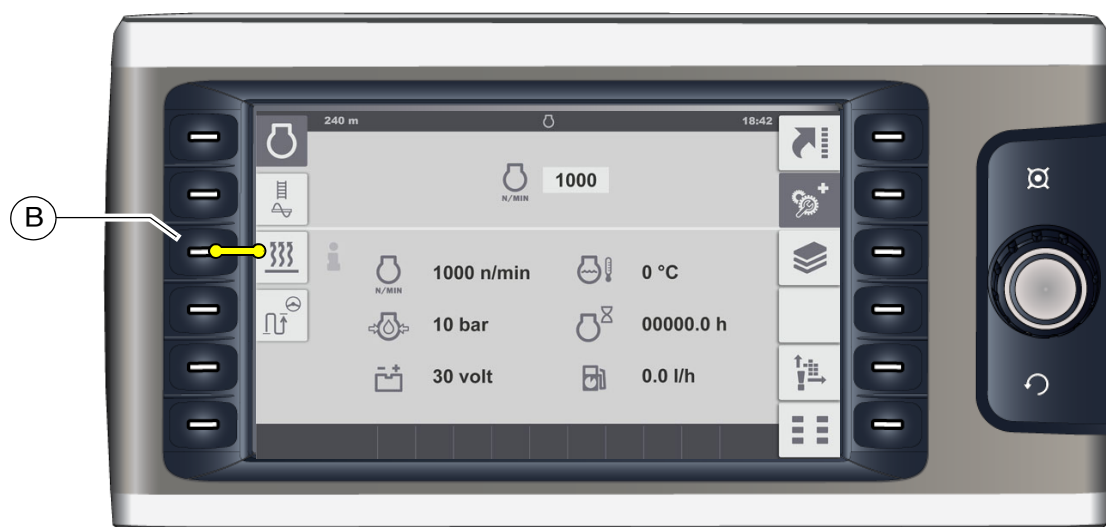 240 m 18:42
N/MIN 1000
B
1000 n/min 0 °C
N/MIN
10 bar 00000.0 h
30 volt 0.0 l/h